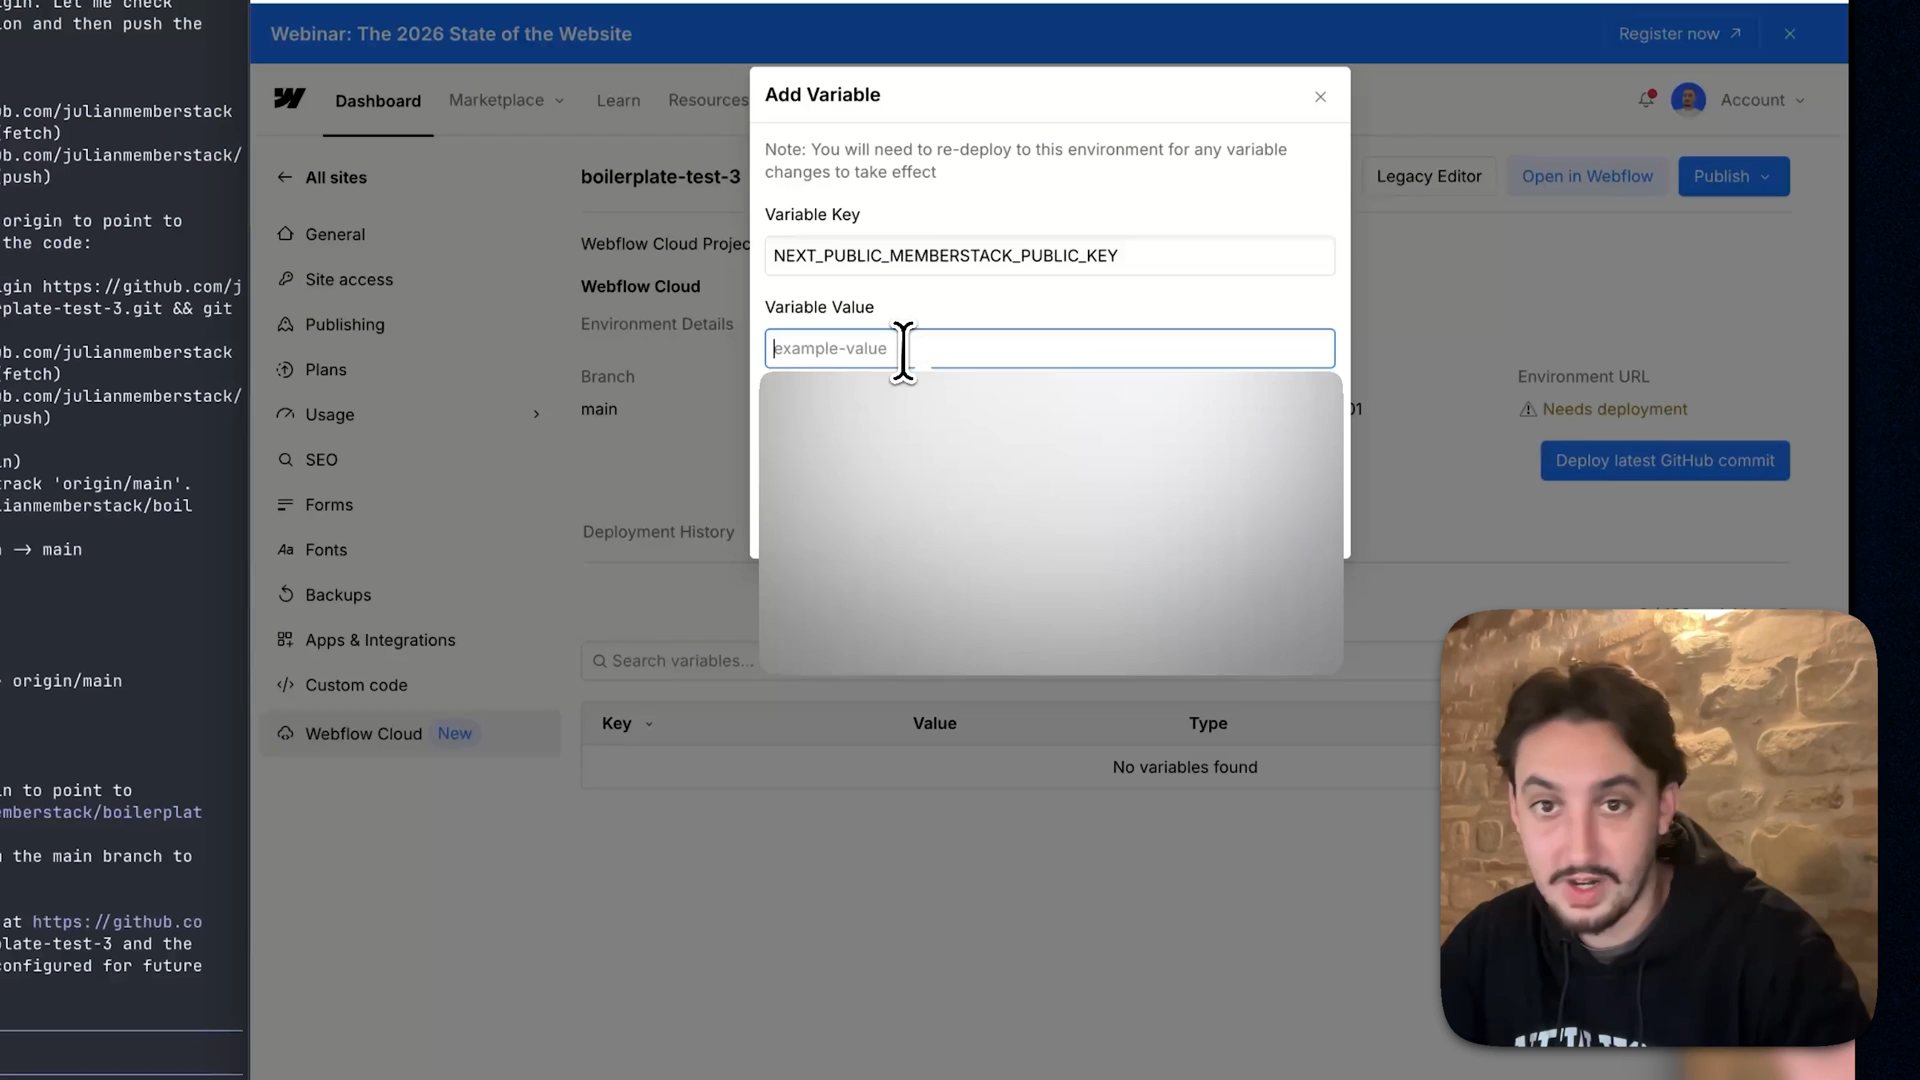 gin. Let me check
on and then push the
b.com/julianmemberstack
(fetch)
b.com/julianmemberstack/
(push)
origin to point to
the code:
gin https://github.com/j
rplate-test-3.git && git
b.com/julianmemberstack
(fetch)
b.com/julianmemberstack/
(push)
in)
track 'origin/main'.
lianmemberstack/boil
n -> main
> origin/main
in to point to
emberstack/boilerplat
n the main branch to
at https://github.co
plate-test-3 and the
configured for future
Webinar: The 2026 State of the Website
Register now
Dashboard
Marketplace
Learn
Resources
Account
All sites
General
Site access
Publishing
Plans
Usage
SEO
Forms
Fonts
Backups
Apps & Integrations
Custom code
Webflow Cloud New
boilerplate-test-3
Legacy Editor
Open in Webflow
Publish
Webflow Cloud Projec
Webflow Cloud
Environment Details
Branch
main
01
Environment URL
Needs deployment
Deploy latest GitHub commit
Deployment History
Add Variable
Note: You will need to re-deploy to this environment for any variable
changes to take effect
Variable Key
NEXT_PUBLIC_MEMBERSTACK_PUBLIC_KEY
Variable Value
example-value
Search variables...
Key
Value
Type
No variables found